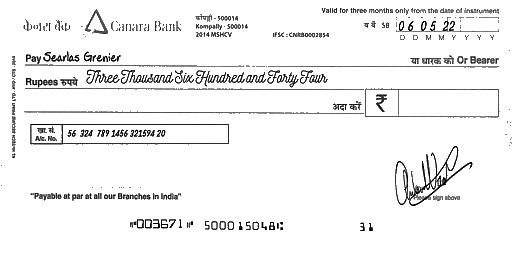 Valid for three months only from the date of instrument
केनरा बैंक Canara Bank
कोंपल्ली - 500014
Kompally - 500014
2014 MSHCV
IFSC : CNRB0002854
SB 06 05 22
D D M M Y Y Y Y
Pay Searlas Grenier
या धारक को Or Bearer
Rupees रुपये Three Thousand Six Hundred and Forty Four
अदा करें ₹
खा. सं.
A/c. No.
56 324 789 1456 321594 20
Please sign above
"Payable at par at all our Branches in India"
⑈003671⑈ 500015048⑆ 31